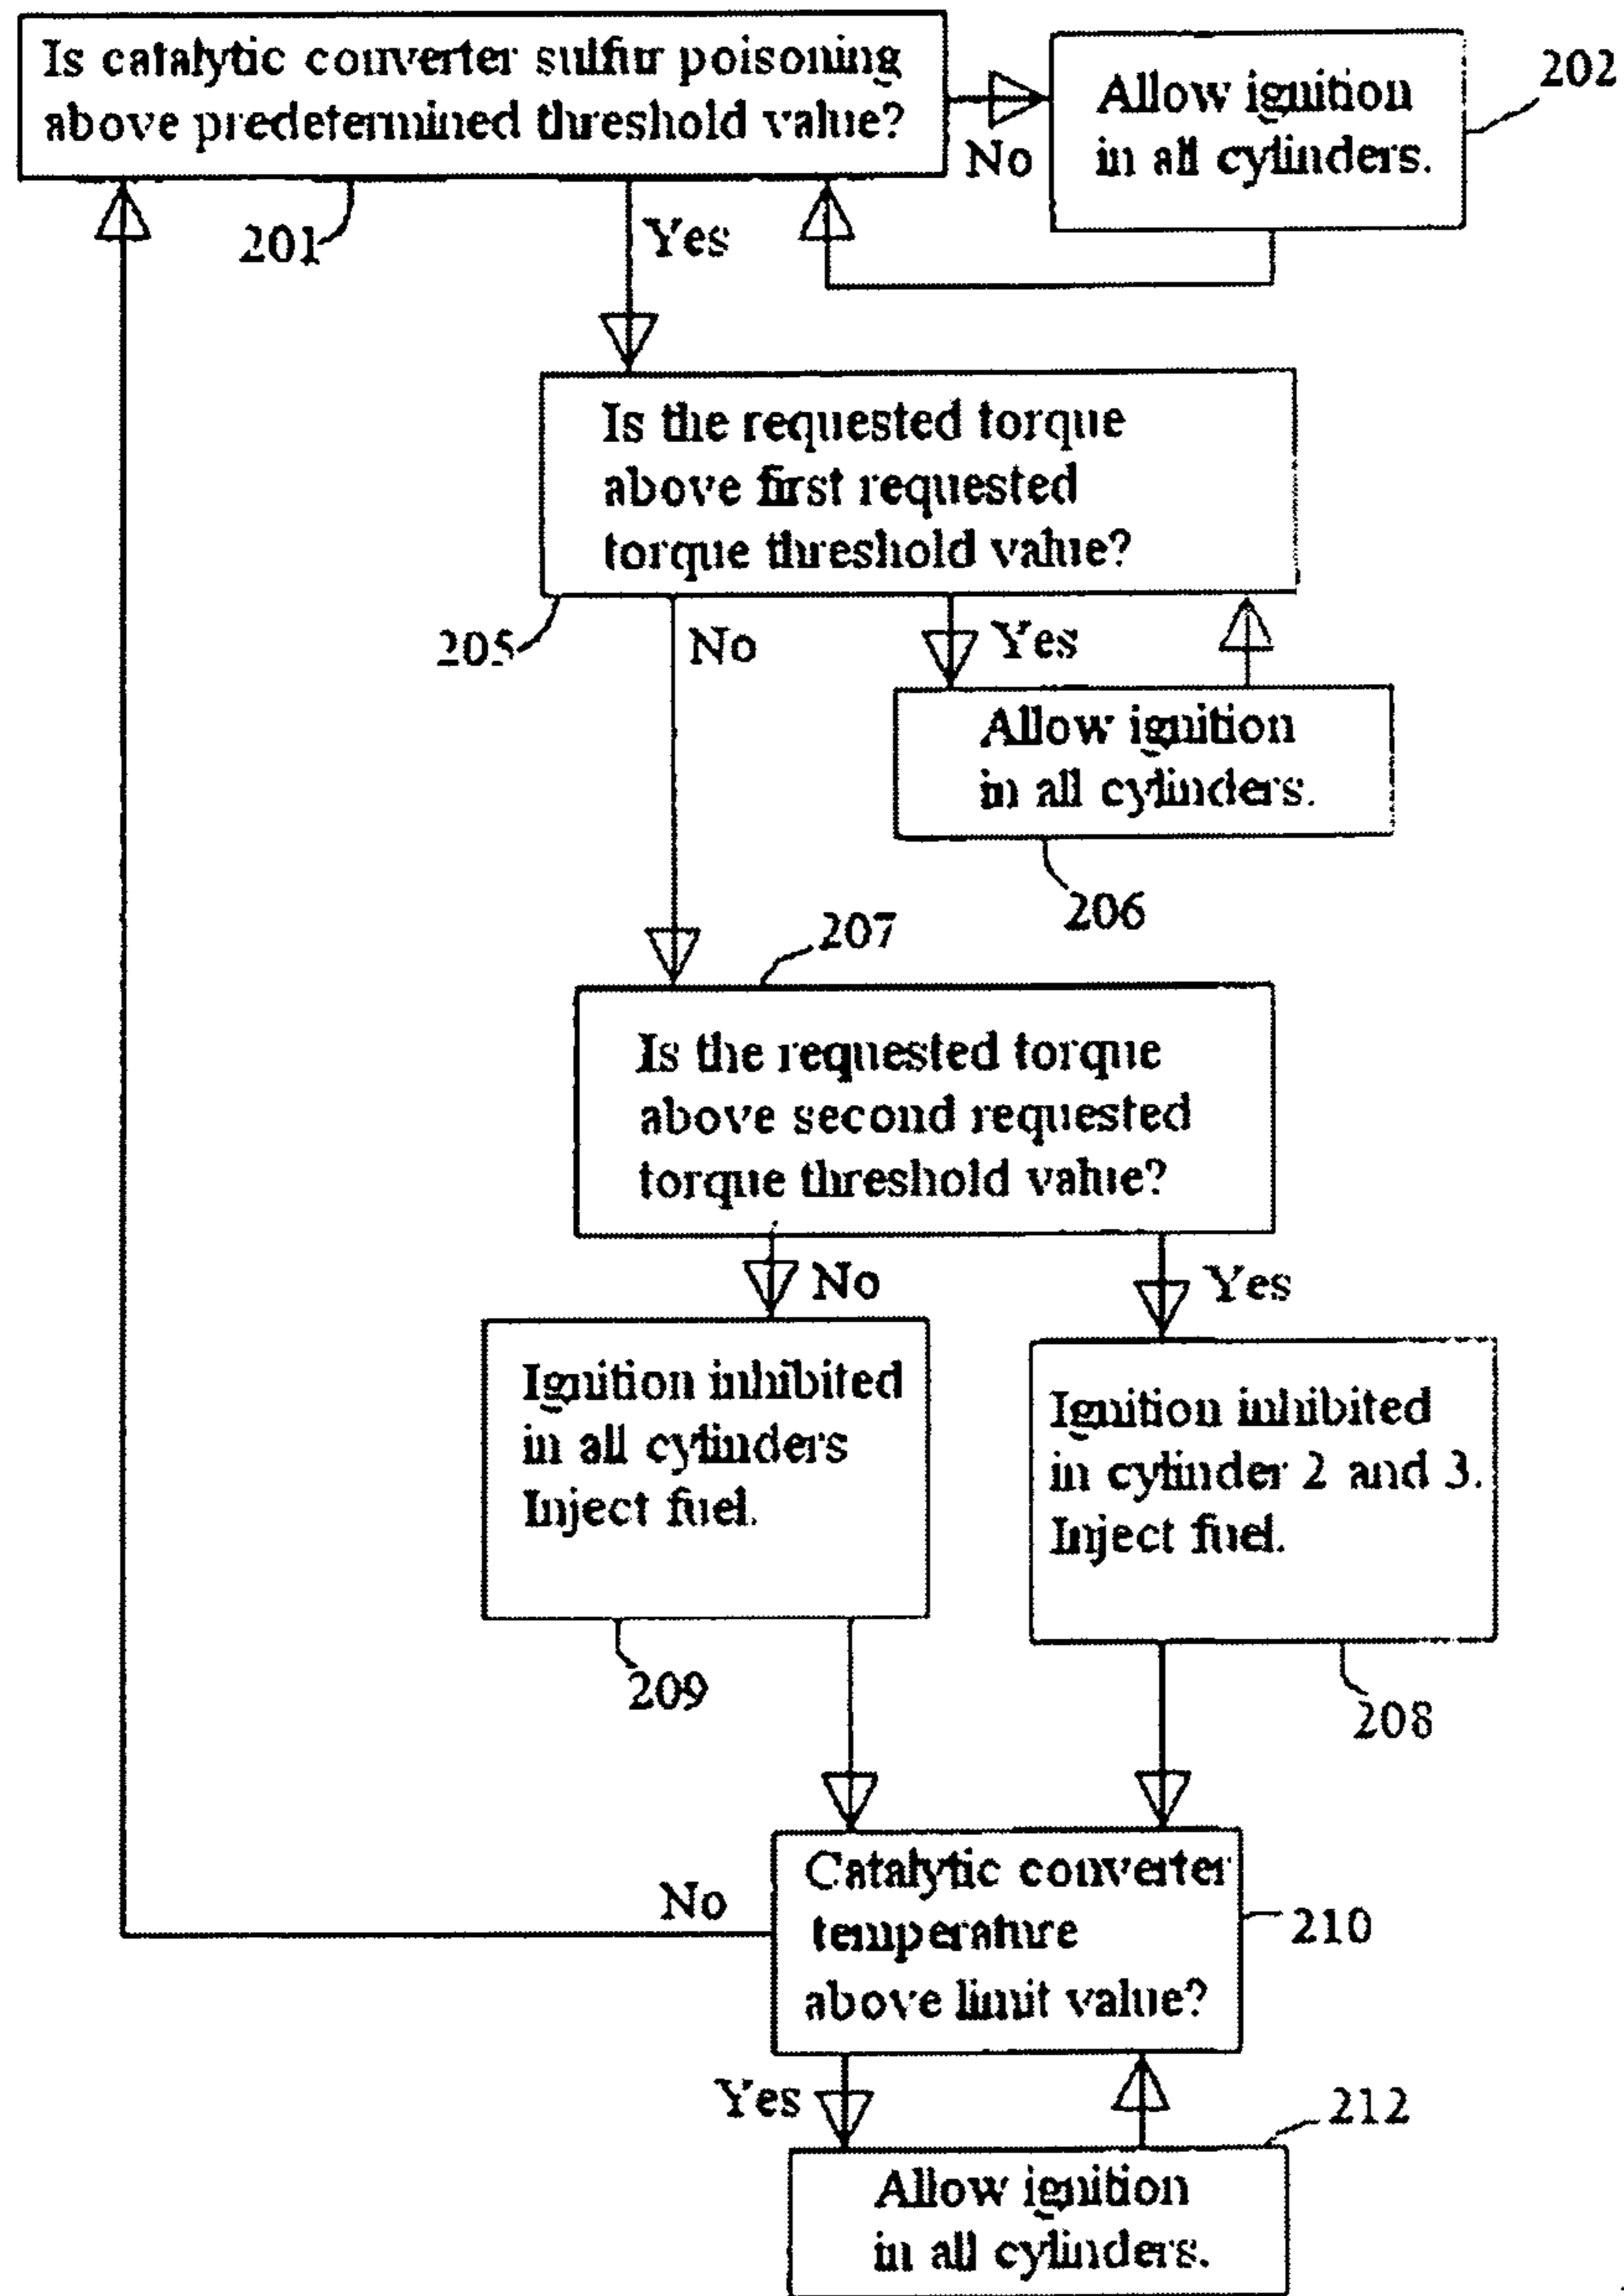 Is catalytic converter sulfur poisoning
above predetermined threshold value?
Allow ignition
in all cylinders.
202
No
201
Yes
Is the requested torque
above first requested
torque threshold value?
205
No
Yes
Allow ignition
in all cylinders.
206
207
Is the requested torque
above second requested
torque threshold value?
No
Yes
Ignition inhibited
in all cylinders
Inject fuel.
Ignition inhibited
in cylinder 2 and 3.
Inject fuel.
209
208
Catalytic converter
temperature
above limit value?
No
210
Yes
212
Allow ignition
in all cylinders.